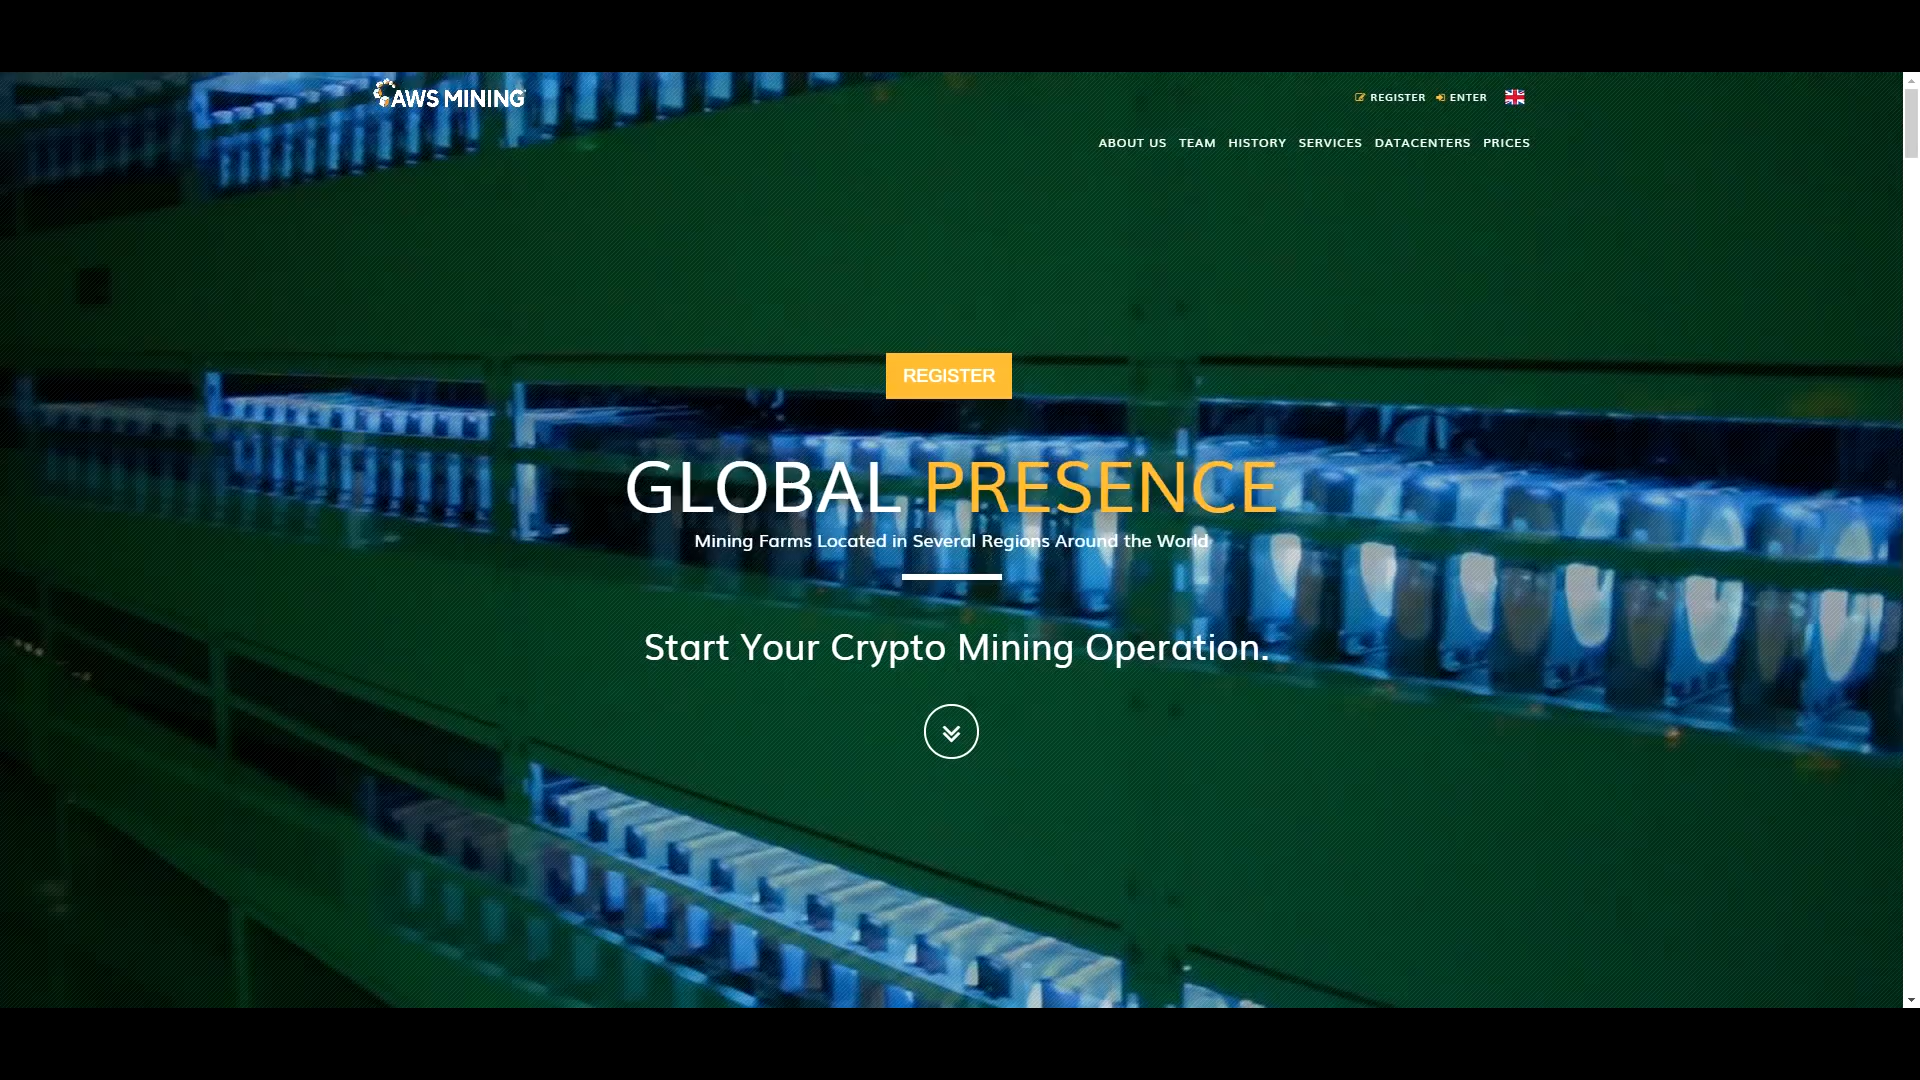 AWS MINING
REGISTER ENTER
ABOUT US TEAM HISTORY SERVICES DATACENTERS PRICES
REGISTER
GLOBAL PRESENCE
Mining Farms Located in Several Regions Around the World
Start Your Crypto Mining Operation.